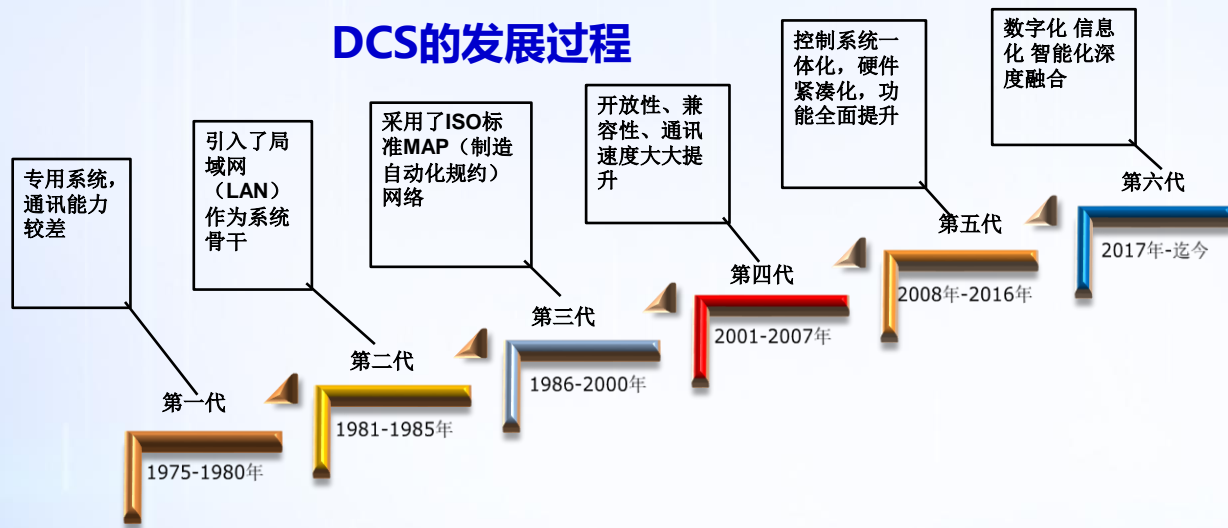 DCS的发展过程
专用系统，
通讯能力
较差
第一代
1975-1980年
引入了局
域网
（LAN）
作为系统
骨干
第二代
1981-1985年
采用了ISO标
准MAP（制造
自动化规约）
网络
第三代
1986-2000年
开放性、兼
容性、通讯
速度大大提
升
第四代
2001-2007年
控制系统一
体化，硬件
紧凑化，功
能全面提升
第五代
2008年-2016年
数字化 信息
化 智能化深
度融合
第六代
2017年-迄今